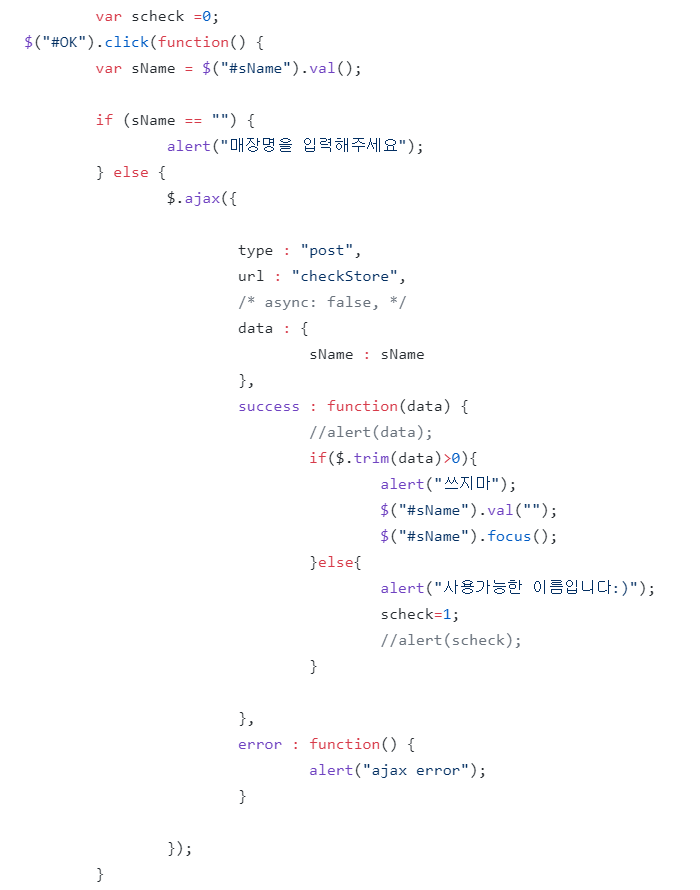 var scheck =0;
$("#OK").click(function() {
var sName = $("#sName").val();
if (sName == "") {
alert("매장명을 입력해주세요");
} else {
$.ajax({
type : "post",
url : "checkStore",
/* async: false, */
data : {
sName : sName
},
success : function(data) {
//alert(data);
if($.trim(data)>0){
alert("쓰지마");
$("#sName").val("");
$("#sName").focus();
}else{
alert("사용가능한 이름입니다:)");
scheck=1;
//alert(scheck);
}
},
error : function() {
alert("ajax error");
}
});
}